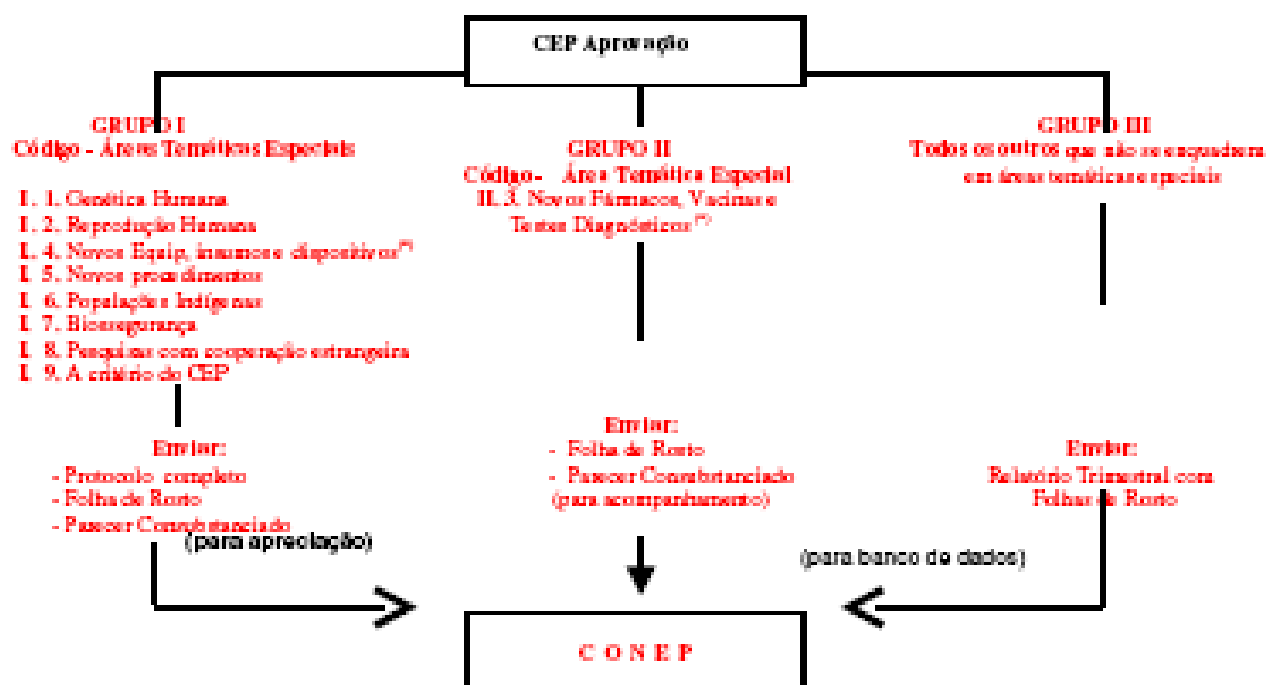 CEP Aprovação
GRUPO I
Código - Áreas Temáticas Especiais
I. 1. Genética Humana
I. 2. Reprodução Humana
I. 4. Novos Equip, insumos e dispositivos(*)
I. 5. Novos procedimentos
I. 6. Populações Indígenas
I. 7. Biossegurança
I. 8. Pesquisas com cooperação estrangeira
I. 9. A critério do CEP
Enviar:
- Protocolo completo
- Folha de Rosto
- Parecer Consubstanciado
(para apreciação)
GRUPO II
Código - Área Temática Especial
II. 3. Novos Fármacos, Vacinas e
Testes Diagnósticos(*)
Enviar:
- Folha de Rosto
- Parecer Consubstanciado
(para acompanhamento)
GRUPO III
Todos os outros que não se enquadrem
em áreas temáticas especiais
Enviar:
Relatório Trimestral com
Folhas de Rosto
(para banco de dados)
C O N E P